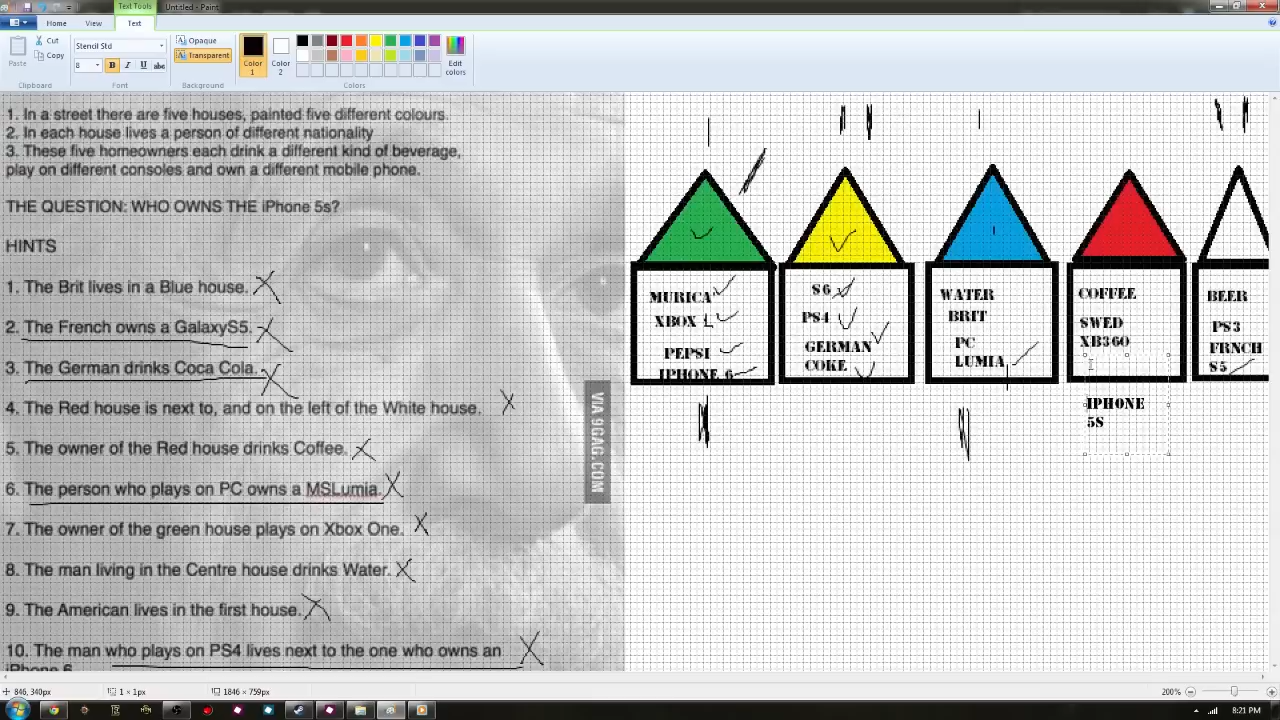 Text Tools
Untitled - Paint
Home
View
Text
Paste
Cut
Copy
Clipboard
Stencil Std
8
B
I
U
abc
Font
Opaque
Transparent
Background
Color
1
Color
2
Edit
colors
Colors
1. In a street there are five houses, painted five different colours.
2. In each house lives a person of different nationality
3. These five homeowners each drink a different kind of beverage,
play on different consoles and own a different mobile phone.
THE QUESTION: WHO OWNS THE iPhone 5s?
HINTS
1. The Brit lives in a Blue house.
2. The French owns a GalaxyS5.
3. The German drinks Coca Cola.
4. The Red house is next to, and on the left of the White house.
5. The owner of the Red house drinks Coffee.
6. The person who plays on PC owns a MSLumia.
7. The owner of the green house plays on Xbox One.
8. The man living in the Centre house drinks Water.
9. The American lives in the first house.
10. The man who plays on PS4 lives next to the one who owns an
iPhone 6
VIA 9GAG.COM
MURICA
XBOX 1
PEPSI
IPHONE 6
S6
PS4
GERMAN
COKE
WATER
BRIT
PC
LUMIA
COFFEE
SWED
XB360
IPHONE
5S
BEER
PS3
FRNCH
S5
846, 340px
1 × 1px
1846 × 759px
200%
8:21 PM